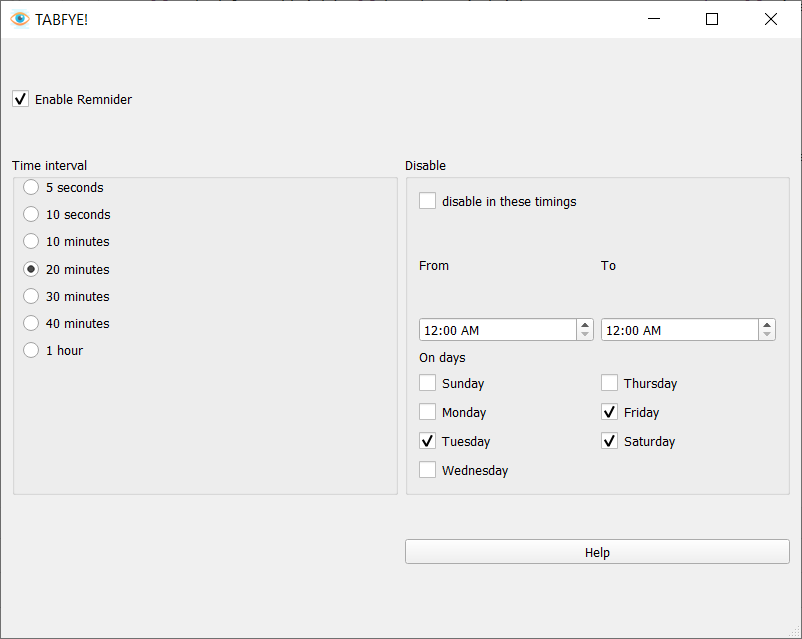 TABFYE!
Enable Remnider
Time interval
5 seconds
10 seconds
10 minutes
20 minutes
30 minutes
40 minutes
1 hour
Disable
disable in these timings
From To
12:00 AM 12:00 AM
On days
Sunday Thursday
Monday Friday
Tuesday Saturday
Wednesday
Help